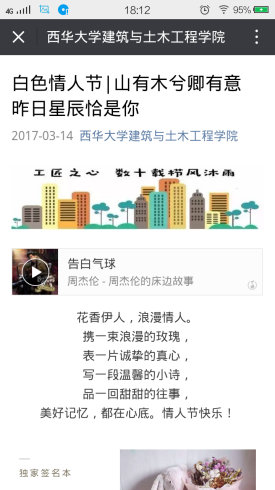 4G
18:12
95%
西华大学建筑与土木工程学院
白色情人节|山有木兮卿有意
昨日星辰恰是你
2017-03-14 西华大学建筑与土木工程学院
工匠之心 数十载栉风沐雨
告白气球
周杰伦 - 周杰伦的床边故事
花香伊人，浪漫情人。
携一束浪漫的玫瑰，
表一片诚挚的真心，
写一段温馨的小诗，
品一回甜甜的往事，
美好记忆，都在心底。情人节快乐！
独家签名本